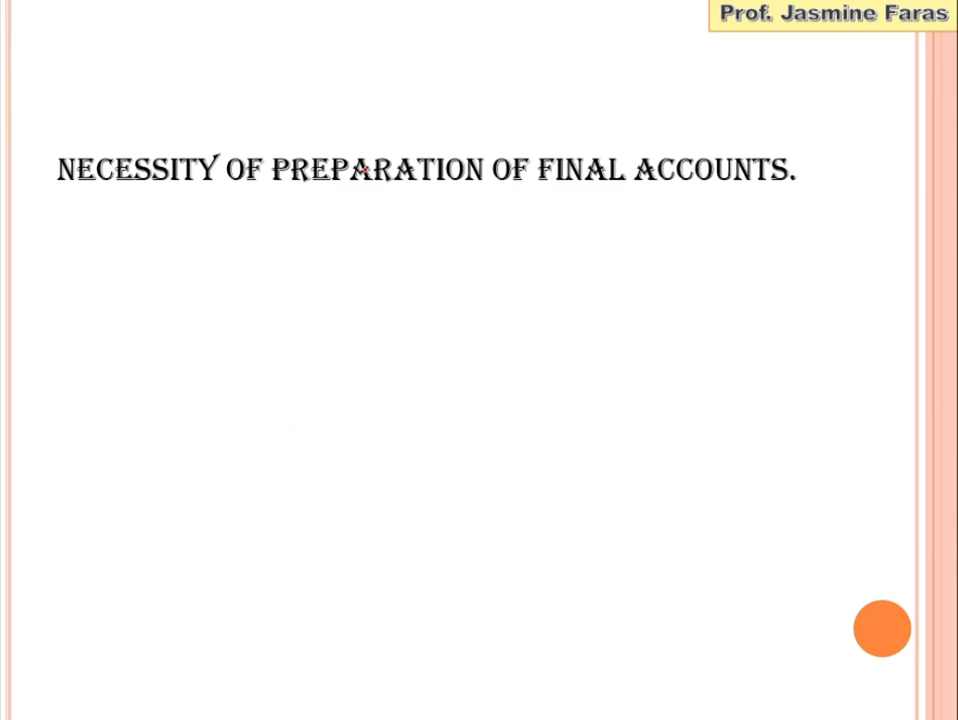 Prof. Jasmine Faras
NECESSITY OF PREPARATION OF FINAL ACCOUNTS.